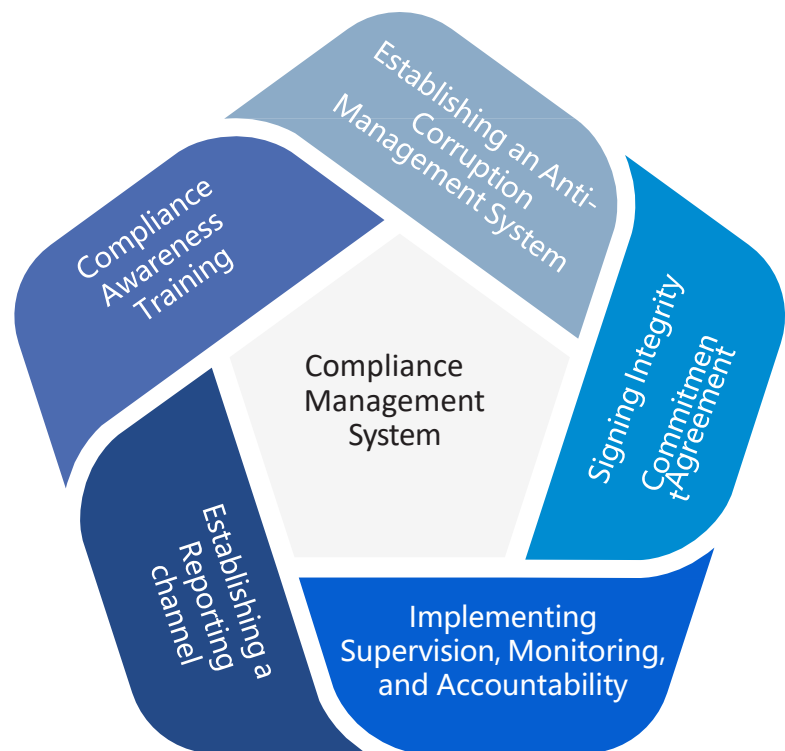 Establishing an Anti-
Corruption
Management System
Signing Integrity
Commitmen
tAgreement
Implementing
Supervision, Monitoring,
and Accountability
Establishing a
Reporting
channel
Compliance
Awareness
Training
Compliance
Management
System